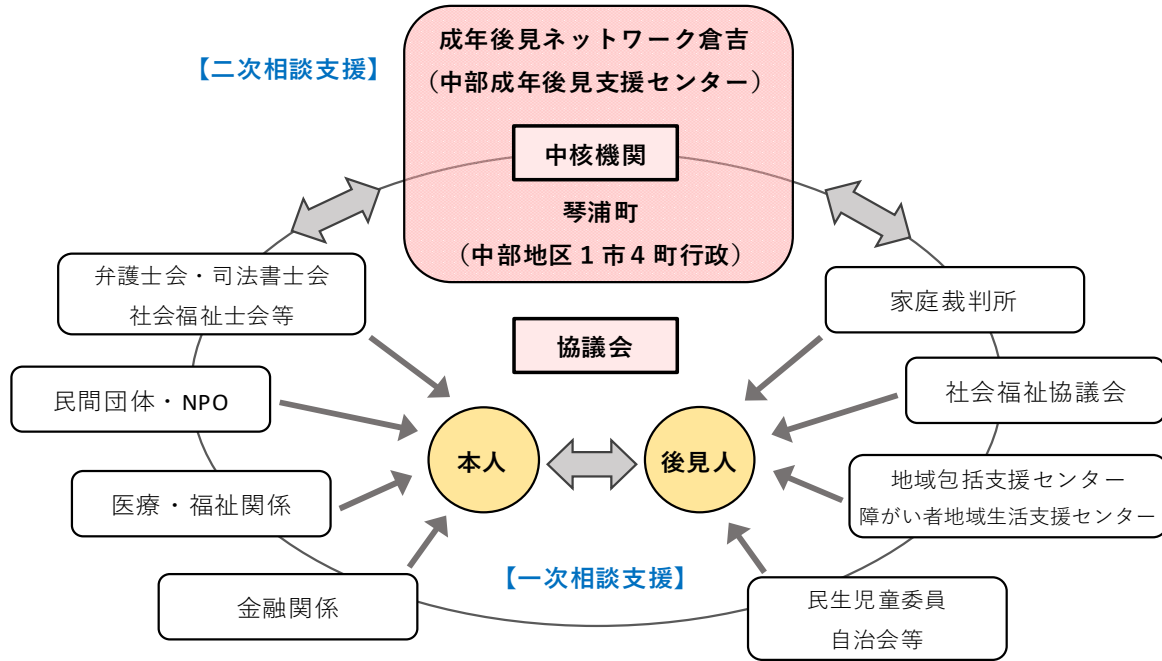 成年後見ネットワーク倉吉
（中部成年後見支援センター）
【二次相談支援】
中核機関
琴浦町
（中部地区１市４町行政）
弁護士会・司法書士会
社会福祉士会等
家庭裁判所
協議会
民間団体・NPO
社会福祉協議会
本人
後見人
医療・福祉関係
地域包括支援センター
障がい者地域生活支援センター
【一次相談支援】
金融関係
民生児童委員
自治会等